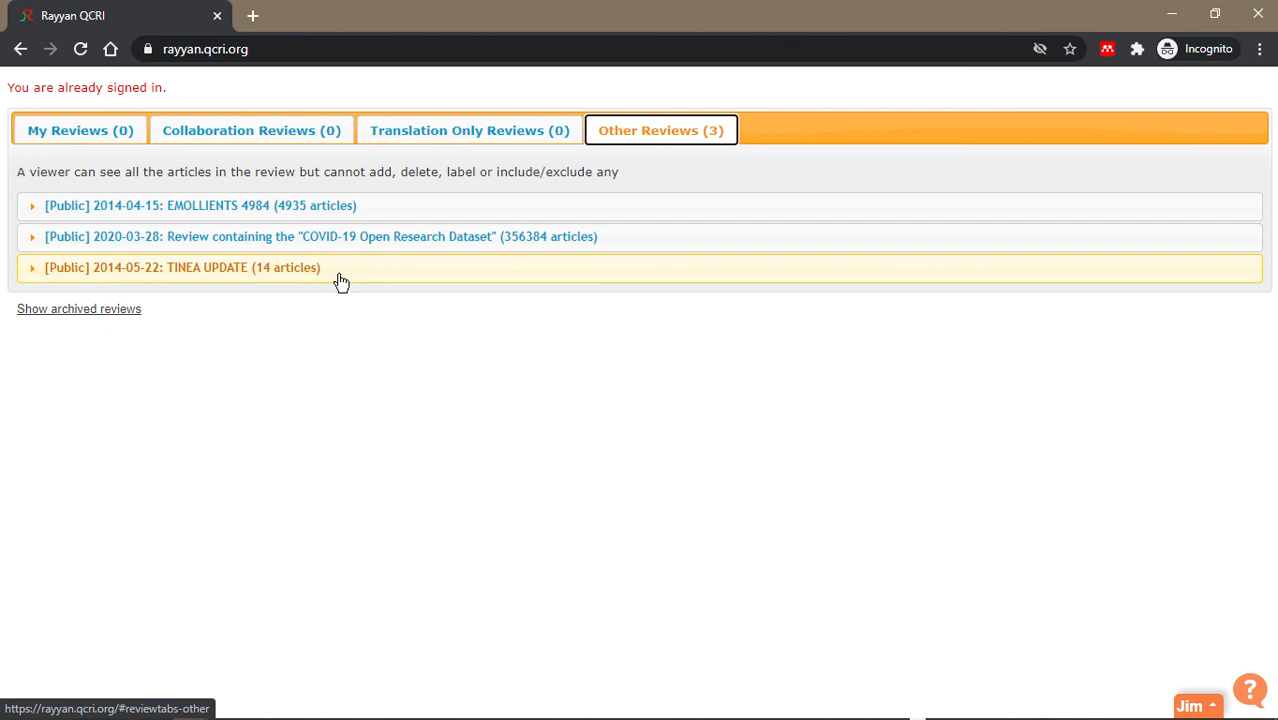 Rayyan QCRI
rayyan.qcri.org
Incognito
You are already signed in.
My Reviews (0)
Collaboration Reviews (0)
Translation Only Reviews (0)
Other Reviews (3)
A viewer can see all the articles in the review but cannot add, delete, label or include/exclude any
[Public] 2014-04-15: EMOLLIENTS 4984 (4935 articles)
[Public] 2020-03-28: Review containing the "COVID-19 Open Research Dataset" (356384 articles)
[Public] 2014-05-22: TINEA UPDATE (14 articles)
Show archived reviews
?
Jim
https://rayyan.qcri.org/#reviewtabs-other